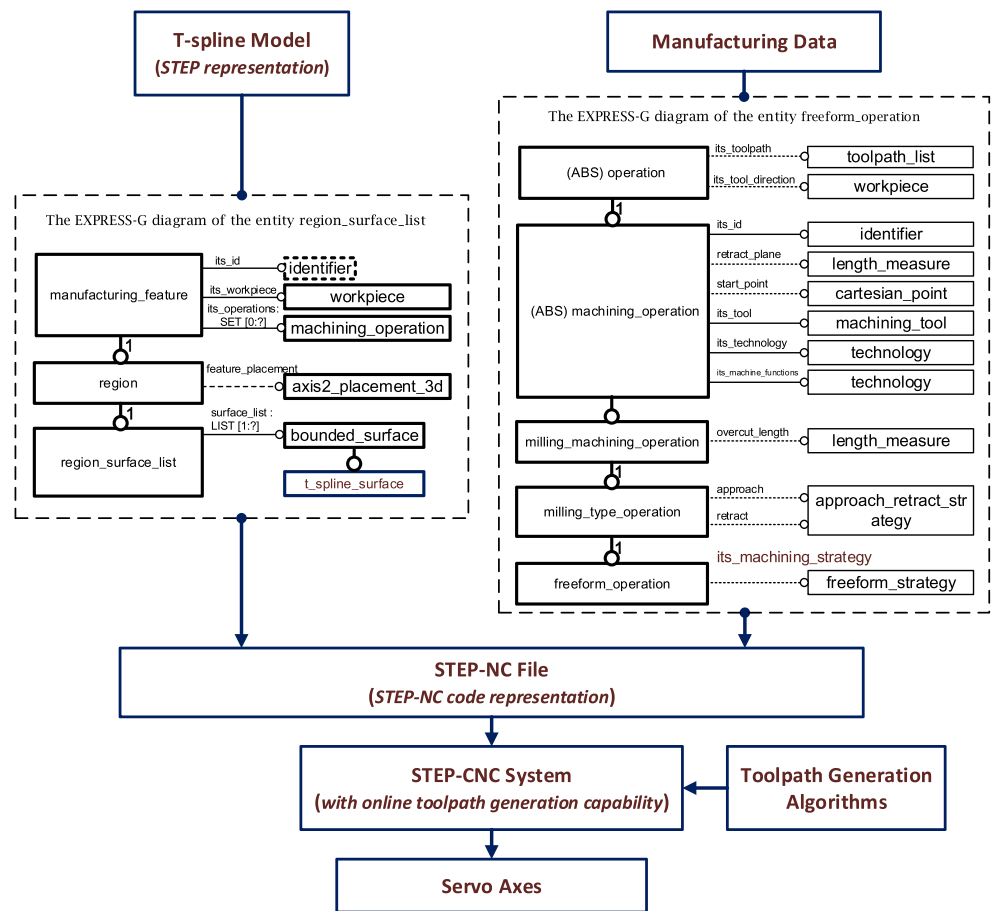 T-spline Model
(STEP representation)
Manufacturing Data
The EXPRESS-G diagram of the entity region_surface_list
manufacturing_feature
its_id
identifier
its_workpiece
workpiece
its_operations:
SET [0:?]
machining_operation
1
region
feature_placement
axis2_placement_3d
1
region_surface_list
surface_list :
LIST [1:?]
bounded_surface
t_spline_surface
The EXPRESS-G diagram of the entity freeform_operation
(ABS) operation
its_toolpath
toolpath_list
its_tool_direction
workpiece
1
(ABS) machining_operation
its_id
identifier
retract_plane
length_measure
start_point
cartesian_point
its_tool
machining_tool
its_technology
technology
its_machine_functions
technology
milling_machining_operation
overcut_length
length_measure
1
milling_type_operation
approach
retract
approach_retract_str
ategy
1
freeform_operation
its_machining_strategy
freeform_strategy
STEP-NC File
(STEP-NC code representation)
STEP-CNC System
(with online toolpath generation capability)
Toolpath Generation
Algorithms
Servo Axes